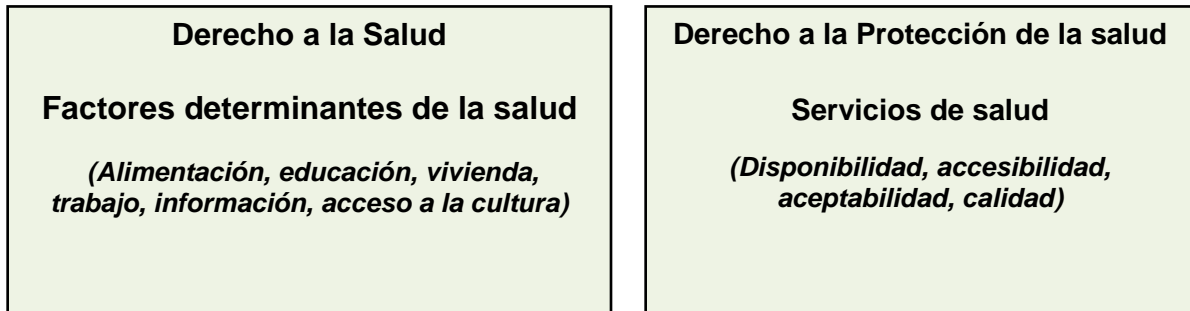 Derecho a la Salud
Factores determinantes de la salud
(Alimentación, educación, vivienda,
trabajo, información, acceso a la cultura)
Derecho a la Protección de la salud
Servicios de salud
(Disponibilidad, accesibilidad,
aceptabilidad, calidad)